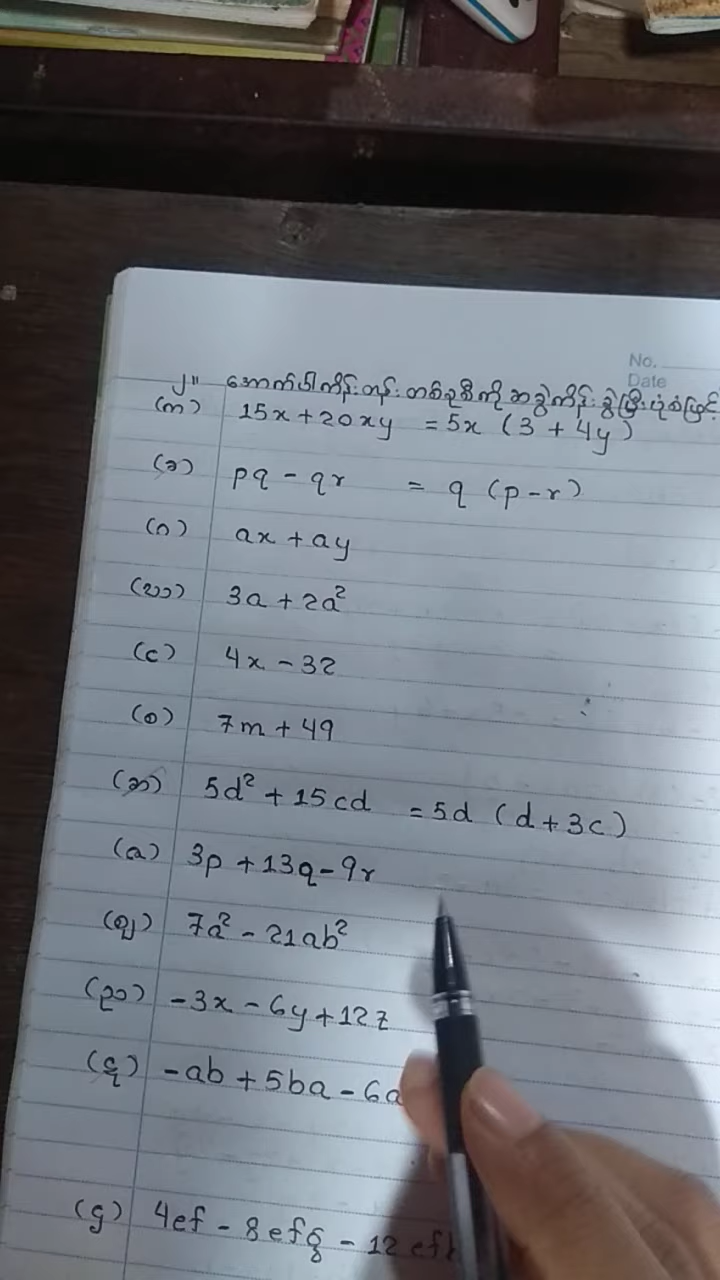 No.
Date
၂။ အောက်ပါကိန်းတန်းတစ်ခုစီကို ဆခွဲကိန်းခွဲပြီးပုံစံဖြင့်
(က) 15x + 20xy = 5x (3 + 4y)
(ခ) pq - qr = q (p - r)
(ဂ) ax + ay
(ဃ) 3a + 2a²
(င) 4x - 32
(စ) 7m + 49
(ဆ) 5d² + 15cd = 5d (d + 3c)
(ဇ) 3p + 13q - 9r
(ဈ) 7a² - 21ab²
(ည) -3x - 6y + 12z
(ဋ) -ab + 5ba - 6a
(ဌ) 4ef - 8efg - 12ef